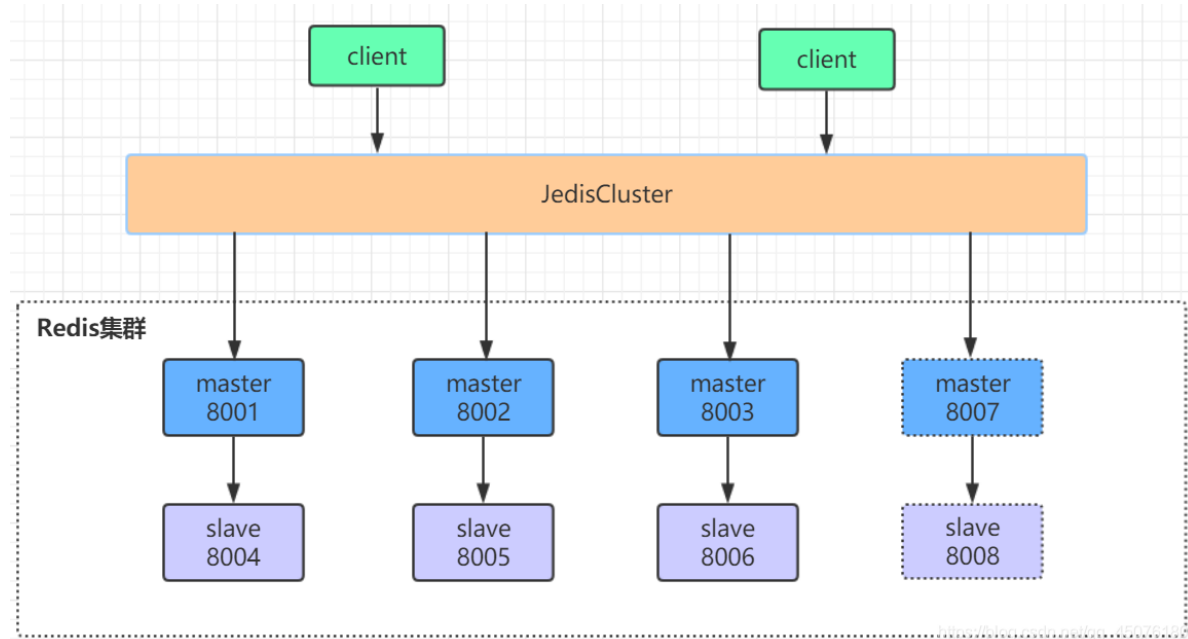 client
client
JedisCluster
Redis集群
master
8001
master
8002
master
8003
master
8007
slave
8004
slave
8005
slave
8006
slave
8008